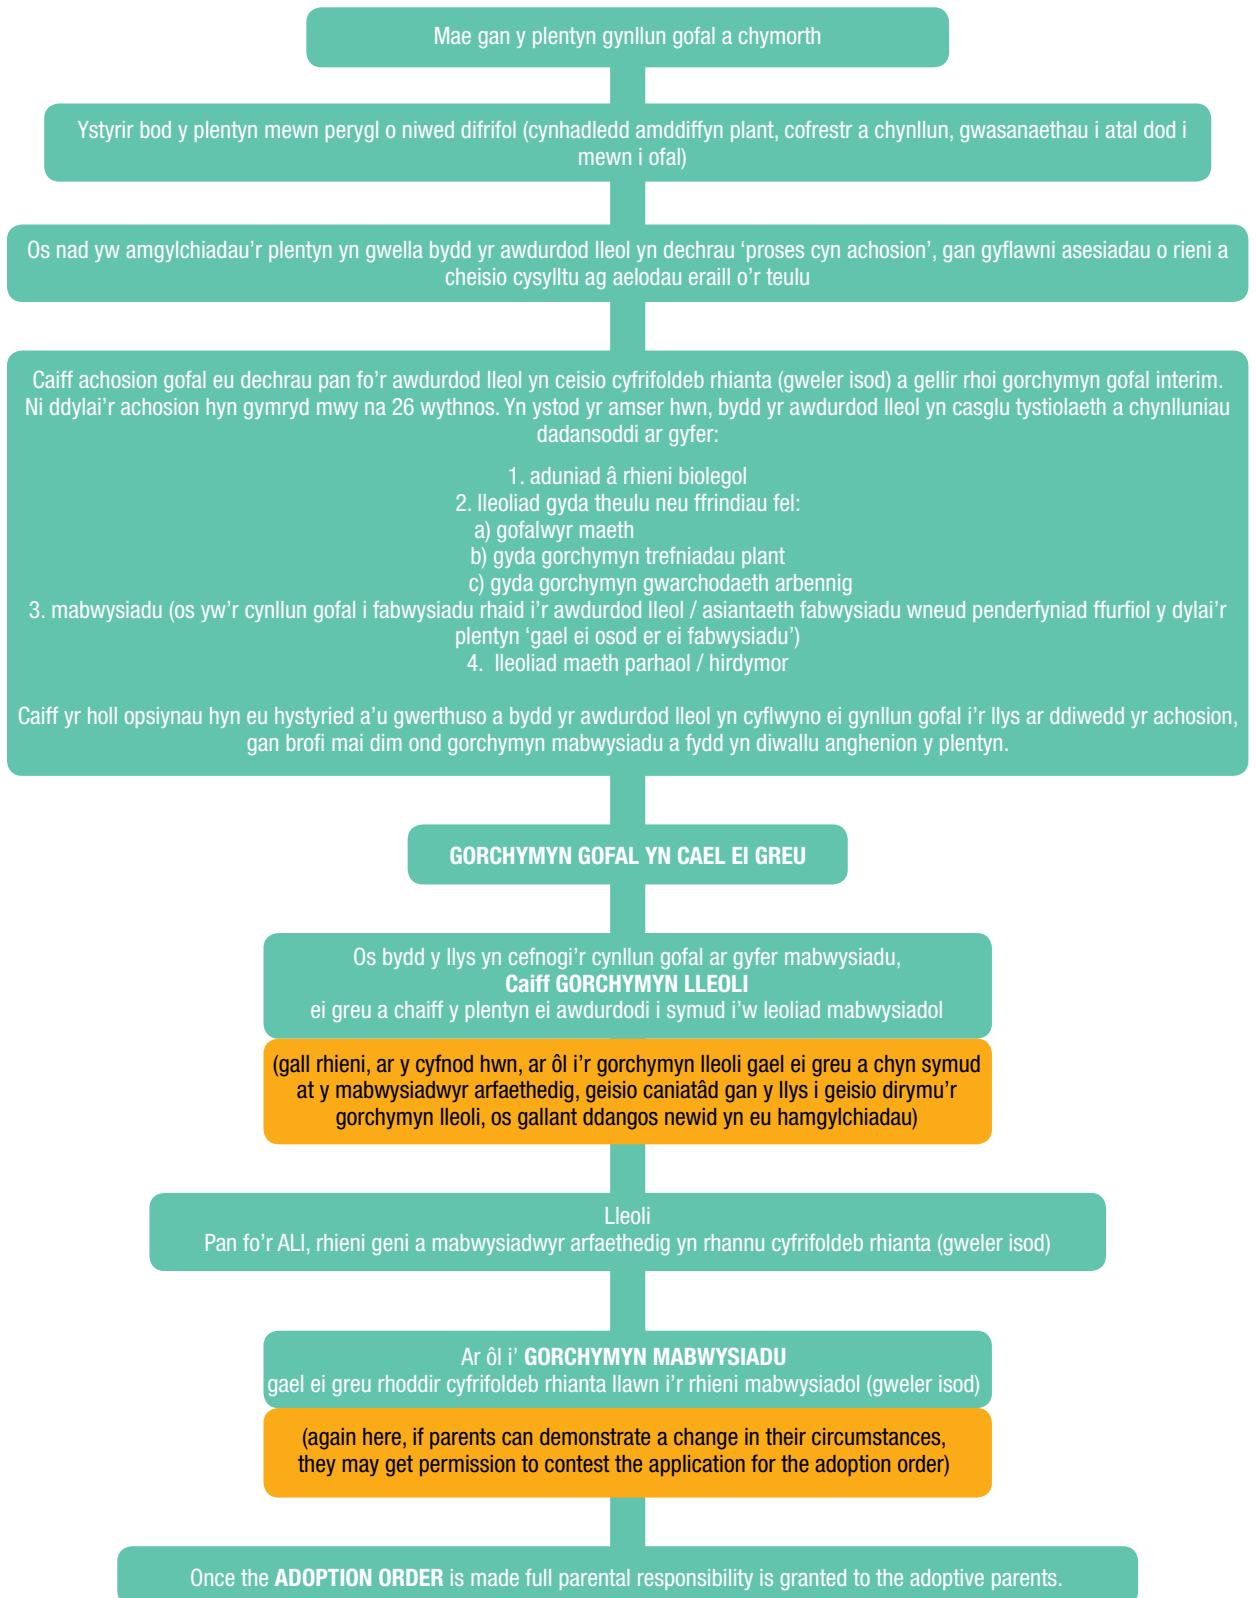 Mae gan y plentyn gynllun gofal a chymorth
Ystyrir bod y plentyn mewn perygl o niwed difrifol (cynhadledd amddiffyn plant, cofrestr a chynllun, gwasanaethau i atal dod i
mewn i ofal)
Os nad yw amgylchiadau’r plentyn yn gwella bydd yr awdurdod lleol yn dechrau ‘proses cyn achosion’, gan gyflawni asesiadau o rieni a
cheisio cysylltu ag aelodau eraill o’r teulu
Caiff achosion gofal eu dechrau pan fo’r awdurdod lleol yn ceisio cyfrifoldeb rhianta (gweler isod) a gellir rhoi gorchymyn gofal interim.
Ni ddylai’r achosion hyn gymryd mwy na 26 wythnos. Yn ystod yr amser hwn, bydd yr awdurdod lleol yn casglu tystiolaeth a chynlluniau
dadansoddi ar gyfer:
1. aduniad â rhieni biolegol
2. lleoliad gyda theulu neu ffrindiau fel:
a) gofalwyr maeth
b) gyda gorchymyn trefniadau plant
c) gyda gorchymyn gwarchodaeth arbennig
3. mabwysiadu (os yw’r cynllun gofal i fabwysiadu rhaid i’r awdurdod lleol / asiantaeth fabwysiadu wneud penderfyniad ffurfiol y dylai’r
plentyn ‘gael ei osod er ei fabwysiadu’)
4. lleoliad maeth parhaol / hirdymor
Caiff yr holl opsiynau hyn eu hystyried a’u gwerthuso a bydd yr awdurdod lleol yn cyflwyno ei gynllun gofal i’r llys ar ddiwedd yr achosion,
gan brofi mai dim ond gorchymyn mabwysiadu a fydd yn diwallu anghenion y plentyn.
GORCHYMYN GOFAL YN CAEL EI GREU
Os bydd y llys yn cefnogi’r cynllun gofal ar gyfer mabwysiadu,
Caiff GORCHYMYN LLEOLI
ei greu a chaiff y plentyn ei awdurdodi i symud i’w leoliad mabwysiadol
(gall rhieni, ar y cyfnod hwn, ar ôl i’r gorchymyn lleoli gael ei greu a chyn symud
at y mabwysiadwyr arfaethedig, geisio caniatâd gan y llys i geisio dirymu’r
gorchymyn lleoli, os gallant ddangos newid yn eu hamgylchiadau)
Lleoli
Pan fo’r ALl, rhieni geni a mabwysiadwyr arfaethedig yn rhannu cyfrifoldeb rhianta (gweler isod)
Ar ôl i’ GORCHYMYN MABWYSIADU
gael ei greu rhoddir cyfrifoldeb rhianta llawn i’r rhieni mabwysiadol (gweler isod)
(again here, if parents can demonstrate a change in their circumstances,
they may get permission to contest the application for the adoption order)
Once the ADOPTION ORDER is made full parental responsibility is granted to the adoptive parents.